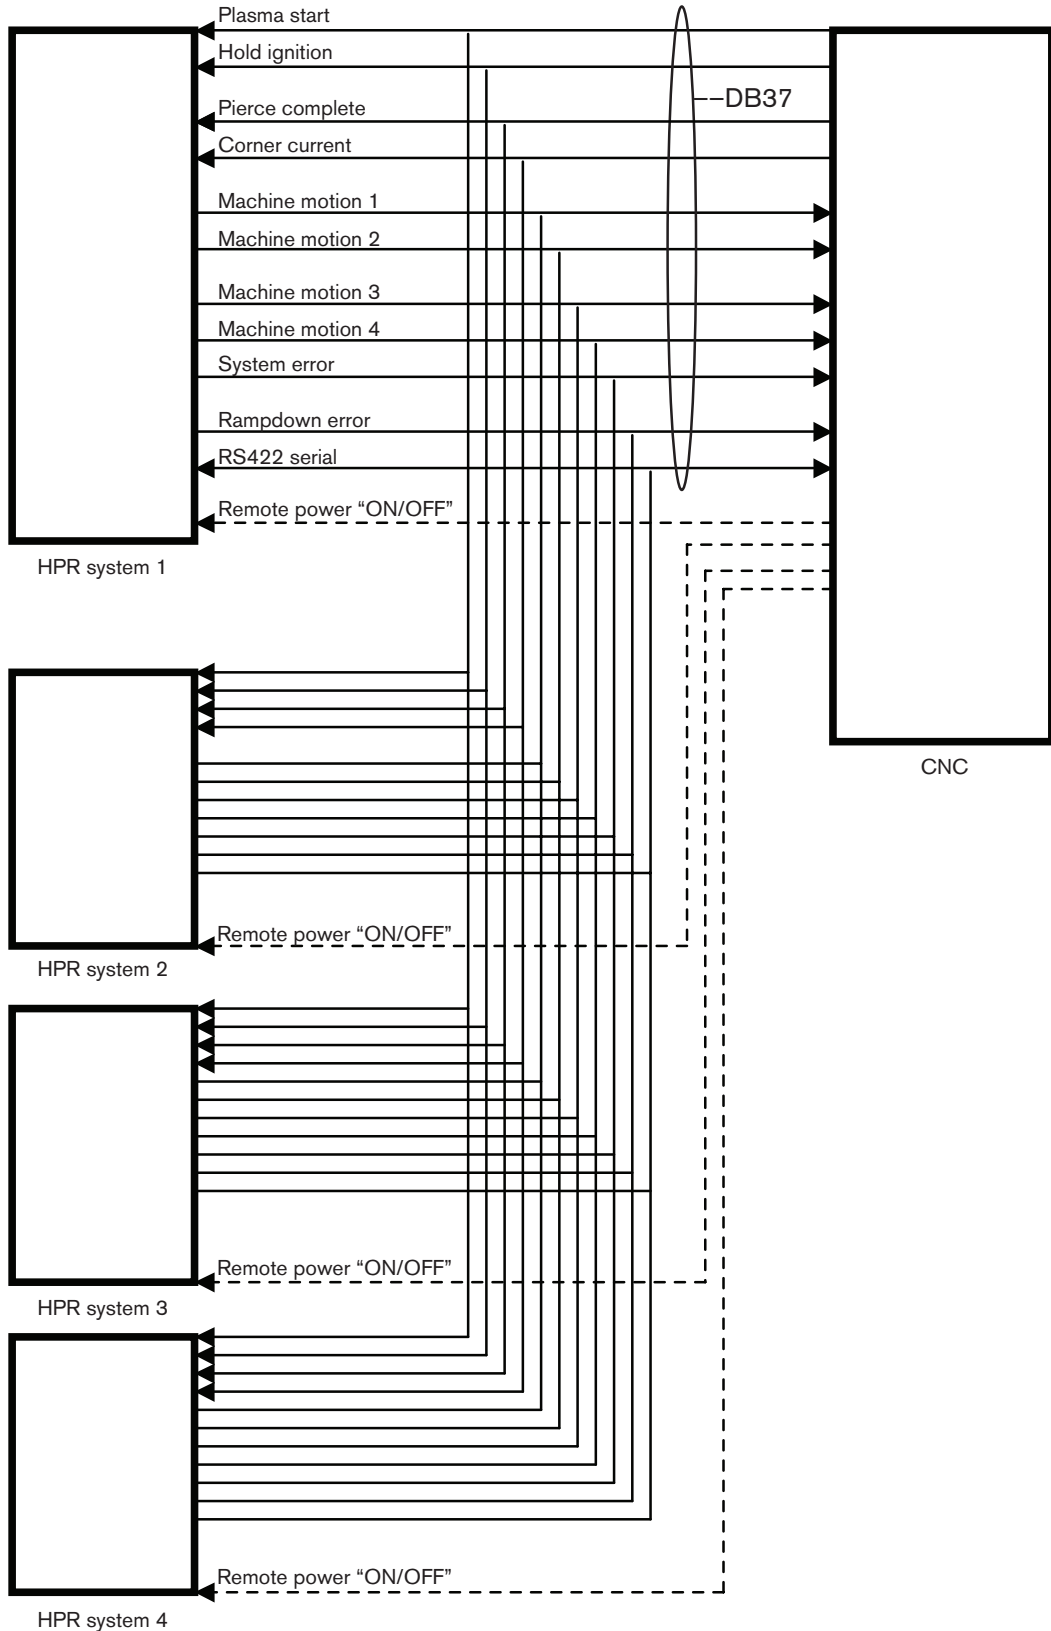 Plasma start
Hold ignition
--DB37
Pierce complete
Corner current
Machine motion 1
Machine motion 2
Machine motion 3
Machine motion 4
System error
Rampdown error
RS422 serial
Remote power “ON/OFF”
HPR system 1
CNC
Remote power “ON/OFF”
HPR system 2
Remote power “ON/OFF”
HPR system 3
Remote power “ON/OFF”
HPR system 4